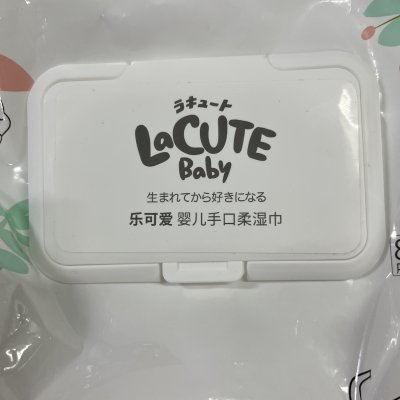 ラキュート
LaCUTE
Baby
生まれてから好きになる
乐可爱 婴儿手口柔湿巾